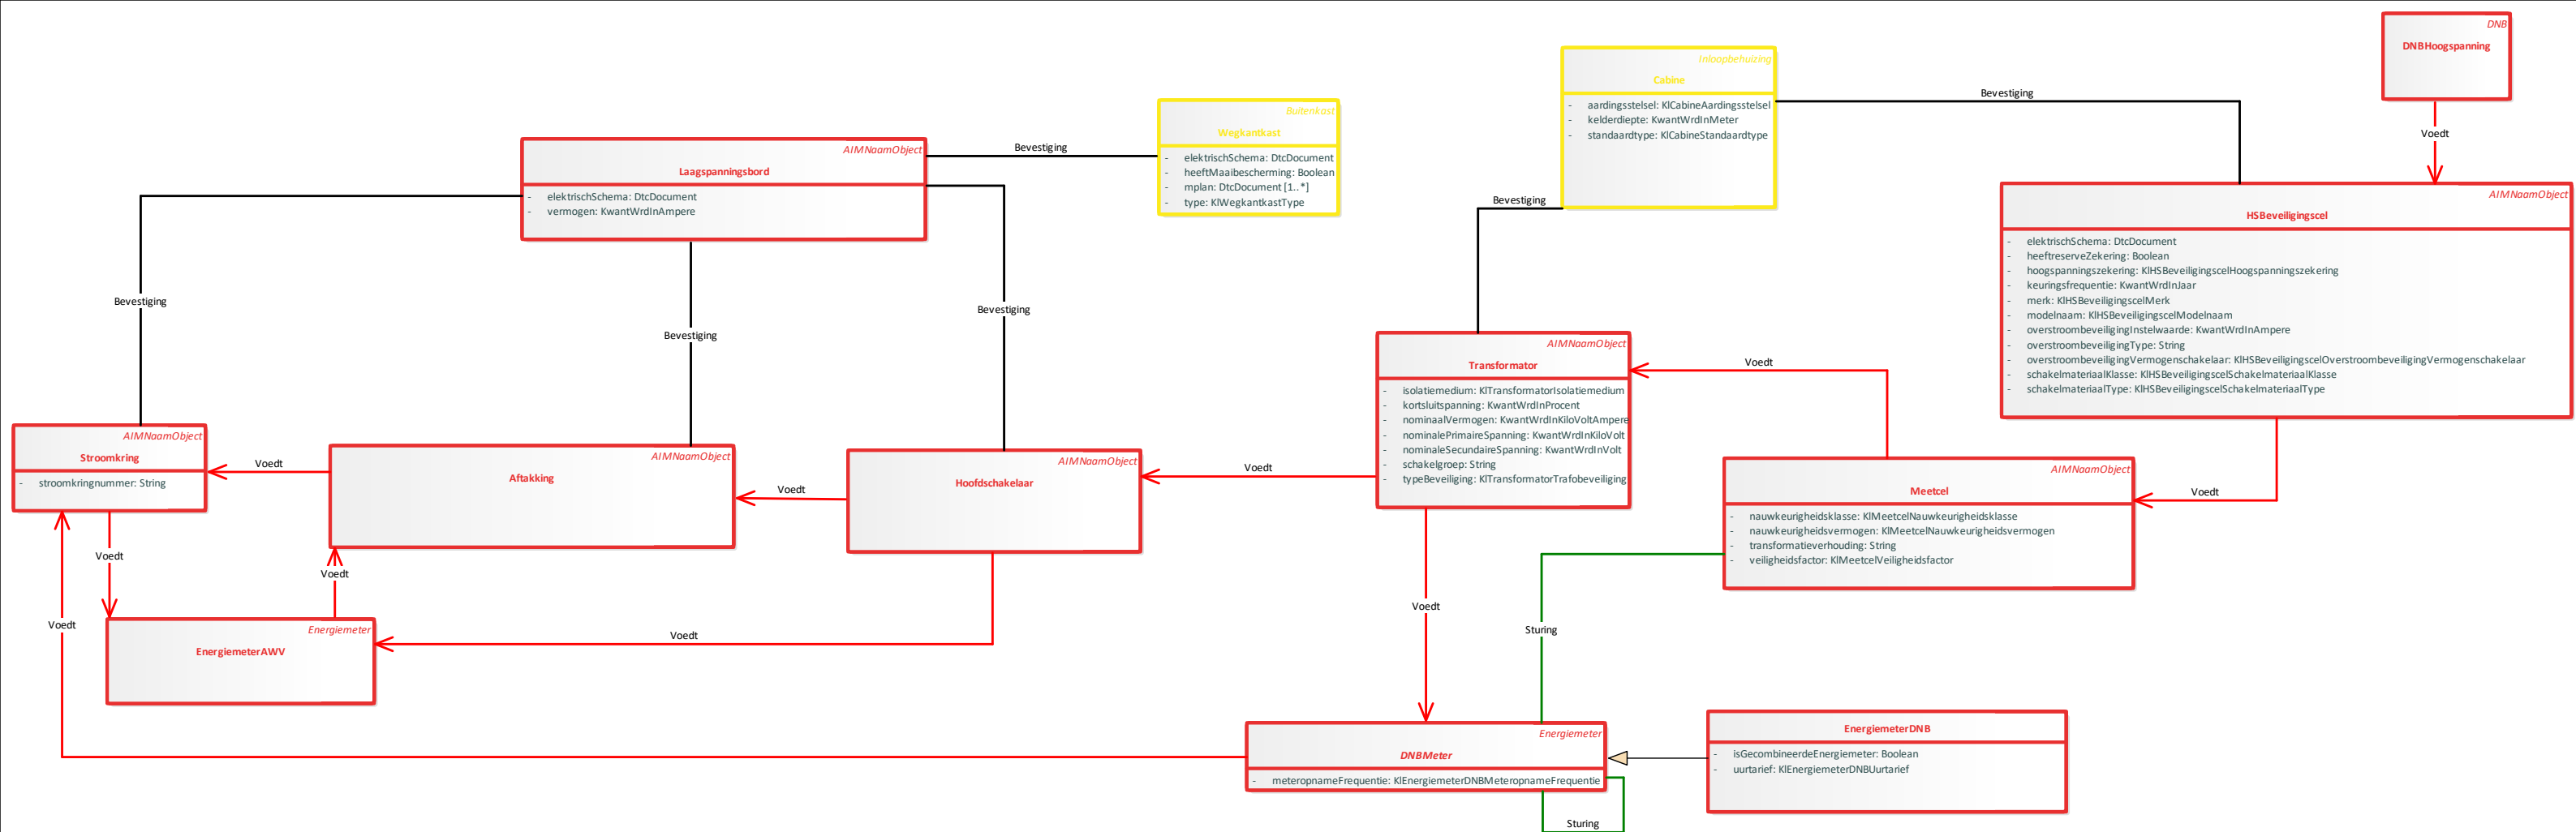 DNB
DNBHoogspanning
Voedt
Inloopbehuizing
Cabine
- aardingsstelsel: KlCabineAardingsstelsel
- kelderdiepte: KwantWrdInMeter
- standaardtype: KlCabineStandaardtype
Bevestiging
Bevestiging
Buitenkast
Wegkantkast
- elektrischSchema: DtcDocument
- heeftMaaibescherming: Boolean
- mplan: DtcDocument [1..*]
- type: KlWegkantkastType
Bevestiging
AIMNaamObject
Laagspanningsbord
- elektrischSchema: DtcDocument
- vermogen: KwantWrdInAmpere
Bevestiging
Bevestiging
Bevestiging
AIMNaamObject
HSBeveiligingscel
- elektrischSchema: DtcDocument
- heeftreserveZekering: Boolean
- hoogspanningszekering: KlHSBeveiligingscelHoogspanningszekering
- keuringsfrequentie: KwantWrdInJaar
- merk: KlHSBeveiligingscelMerk
- modelnaam: KlHSBeveiligingscelModelnaam
- overstroombeveiligingInstelwaarde: KwantWrdInAmpere
- overstroombeveiligingType: String
- overstroombeveiligingVermogenschakelaar: KlHSBeveiligingscelOverstroombeveiligingVermogenschakelaar
- schakelmateriaalKlasse: KlHSBeveiligingscelSchakelmateriaalKlasse
- schakelmateriaalType: KlHSBeveiligingscelSchakelmateriaalType
AIMNaamObject
Transformator
- isolatiemedium: KlTransformatorIsolatiemedium
- kortsluitspanning: KwantWrdInProcent
- nominaalVermogen: KwantWrdInKiloVoltAmpere
- nominalePrimaireSpanning: KwantWrdInKiloVolt
- nominaleSecundaireSpanning: KwantWrdInVolt
- schakelgroep: String
- typeBeveiliging: KlTransformatorTrafobeveiliging
Voedt
AIMNaamObject
Stroomkring
- stroomkringnummer: String
Voedt
AIMNaamObject
Aftakking
Voedt
AIMNaamObject
Hoofdschakelaar
Voedt
AIMNaamObject
Meetcel
- nauwkeurigheidsklasse: KlMeetcelNauwkeurigheidsklasse
- nauwkeurigheidsvermogen: KlMeetcelNauwkeurigheidsvermogen
- transformatieverhouding: String
- veiligheidsfactor: KlMeetcelVeiligheidsfactor
Voedt
Voedt
Voedt
Voedt
Energiemeter
EnergiemeterAWV
Voedt
Voedt
Sturing
Energiemeter
DNBMeter
- meteropnameFrequentie: KlEnergiemeterDNBMeteropnameFrequentie
Sturing
EnergiemeterDNB
- isGecombineerdeEnergiemeter: Boolean
- uurtarief: KlEnergiemeterDNBUurtarief